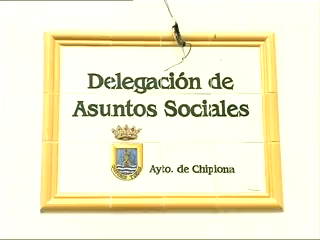 Delegación de
Asuntos Sociales
Ayto. de Chipiona